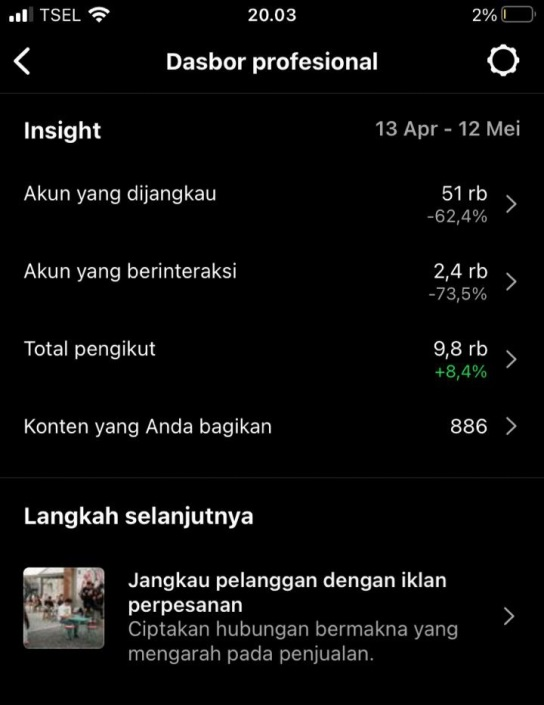 TSEL 20.03 2%
Dasbor profesional
Insight 13 Apr - 12 Mei
Akun yang dijangkau 51 rb
-62,4%
Akun yang berinteraksi 2,4 rb
-73,5%
Total pengikut 9,8 rb
+8,4%
Konten yang Anda bagikan 886
Langkah selanjutnya
Jangkau pelanggan dengan iklan
perpesanan
Ciptakan hubungan bermakna yang
mengarah pada penjualan.